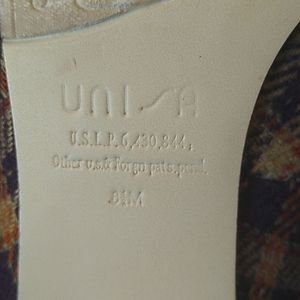 UNISA
U.S.L.P. 6,430,844;
Other U.S.& Forgn pats. pend.
8½M